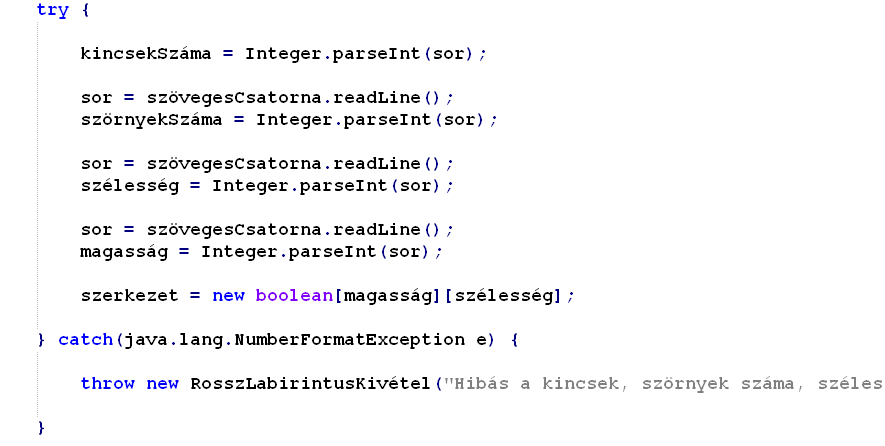 try {
kincsekSzáma = Integer.parseInt(sor);
sor = szövegesCsatorna.readLine();
szörnyekSzáma = Integer.parseInt(sor);
sor = szövegesCsatorna.readLine();
szélesség = Integer.parseInt(sor);
sor = szövegesCsatorna.readLine();
magasság = Integer.parseInt(sor);
szerkezet = new boolean[magasság][szélesség];
} catch(java.lang.NumberFormatException e) {
throw new RosszLabirintusKivétel("Hibás a kincsek, szörnyek száma, széles
}